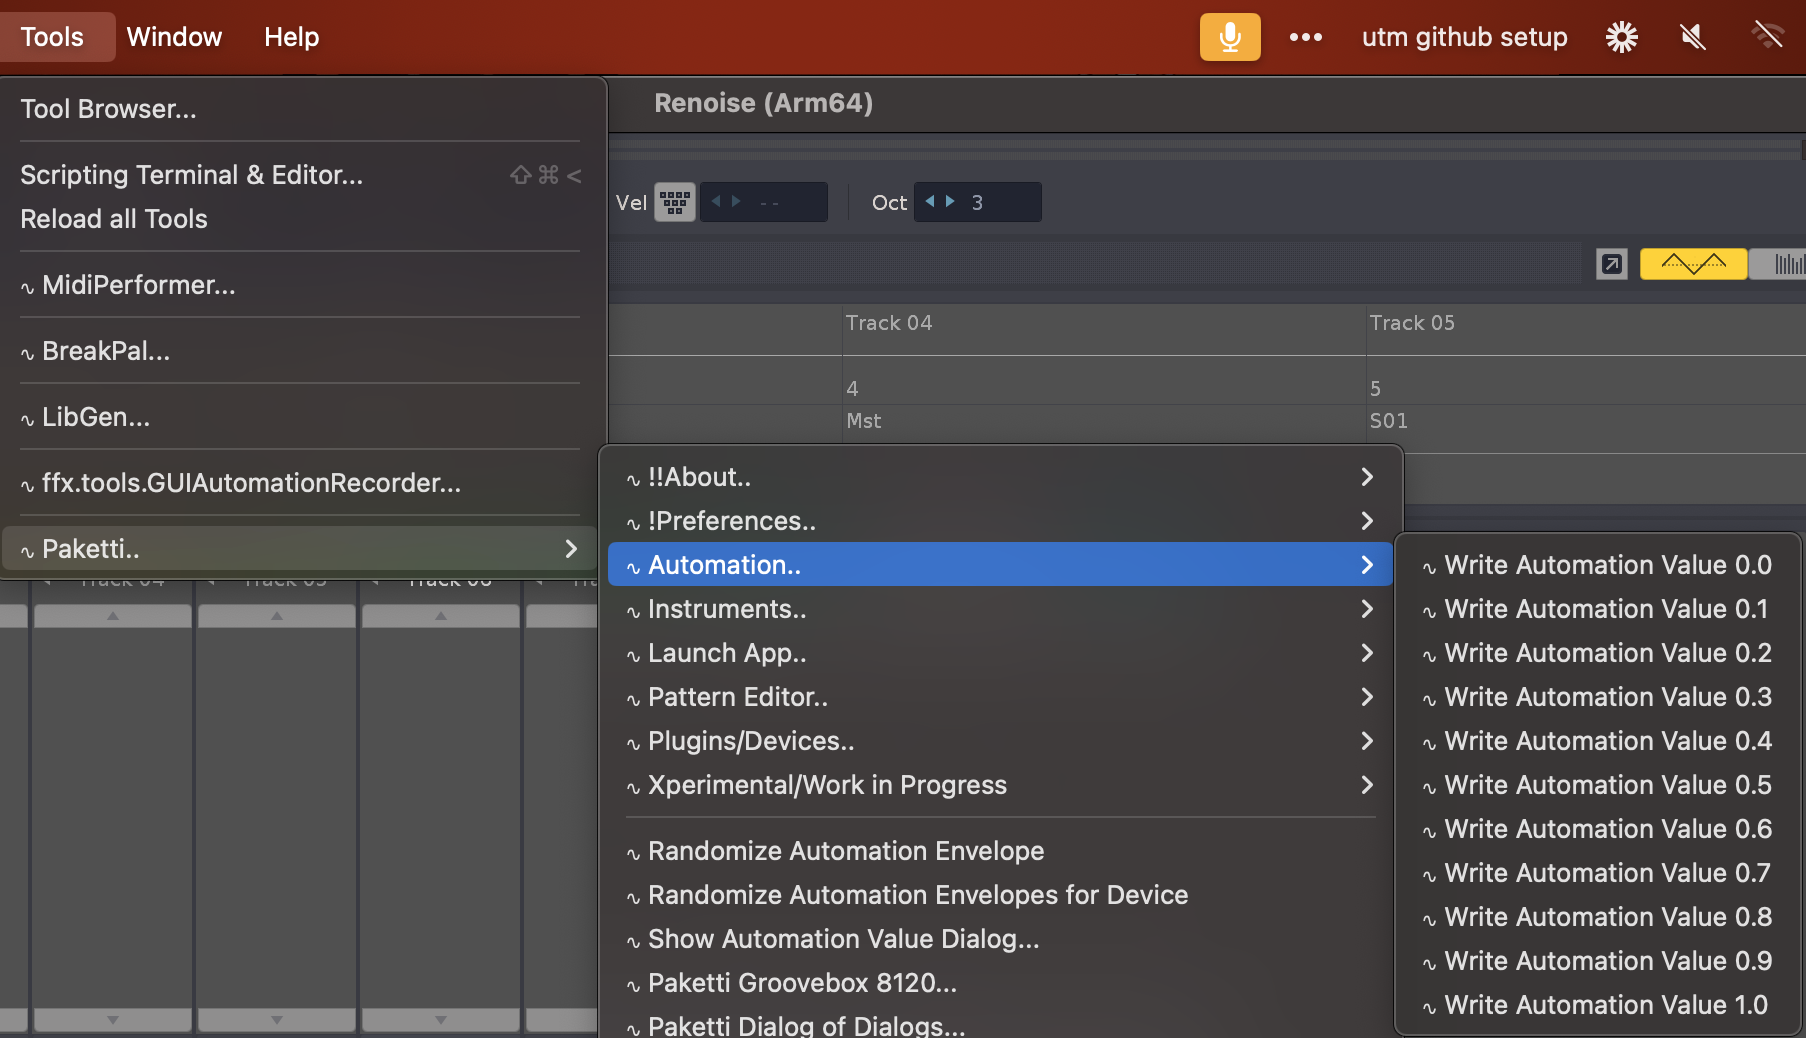 Tools Window Help utm github setup
Renoise (Arm64)
Tool Browser...
Scripting Terminal & Editor... ⇧⌘<
Reload all Tools
∿ MidiPerformer...
∿ BreakPal...
∿ LibGen...
∿ ffx.tools.GUIAutomationRecorder...
∿ Paketti..
Vel -- Oct 3
Track 04 Track 05
4 5
Mst S01
∿ !!About..
∿ !Preferences..
∿ Automation..
∿ Instruments..
∿ Launch App..
∿ Pattern Editor..
∿ Plugins/Devices..
∿ Xperimental/Work in Progress
∿ Randomize Automation Envelope
∿ Randomize Automation Envelopes for Device
∿ Show Automation Value Dialog...
∿ Paketti Groovebox 8120...
∿ Paketti Dialog of Dialogs...
∿ Write Automation Value 0.0
∿ Write Automation Value 0.1
∿ Write Automation Value 0.2
∿ Write Automation Value 0.3
∿ Write Automation Value 0.4
∿ Write Automation Value 0.5
∿ Write Automation Value 0.6
∿ Write Automation Value 0.7
∿ Write Automation Value 0.8
∿ Write Automation Value 0.9
∿ Write Automation Value 1.0